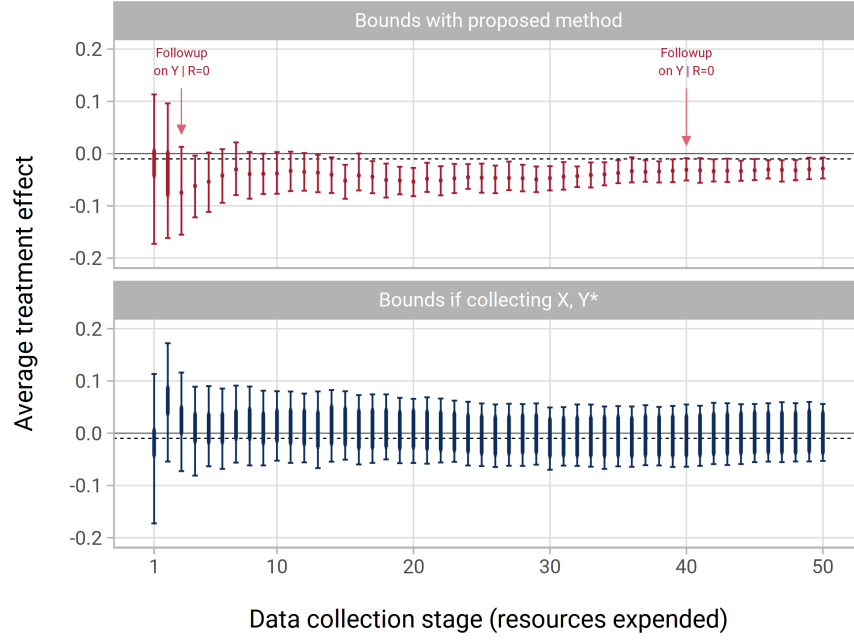 Bounds with proposed method
0.2
0.1
0.0
-0.1
-0.2
Followup
on Y | R=0
Followup
on Y | R=0
Average treatment effect
Bounds if collecting X, Y*
0.2
0.1
0.0
-0.1
-0.2
1
10
20
30
40
50
Data collection stage (resources expended)